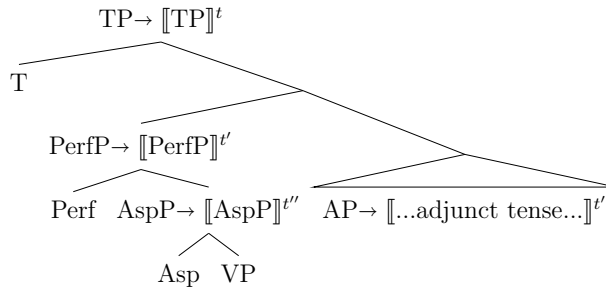 TP→ ⟦TP⟧ᵗ
T
PerfP→ ⟦PerfP⟧ᵗ′
Perf AspP→ ⟦AspP⟧ᵗ″ AP→ ⟦...adjunct tense...⟧ᵗ′
Asp VP